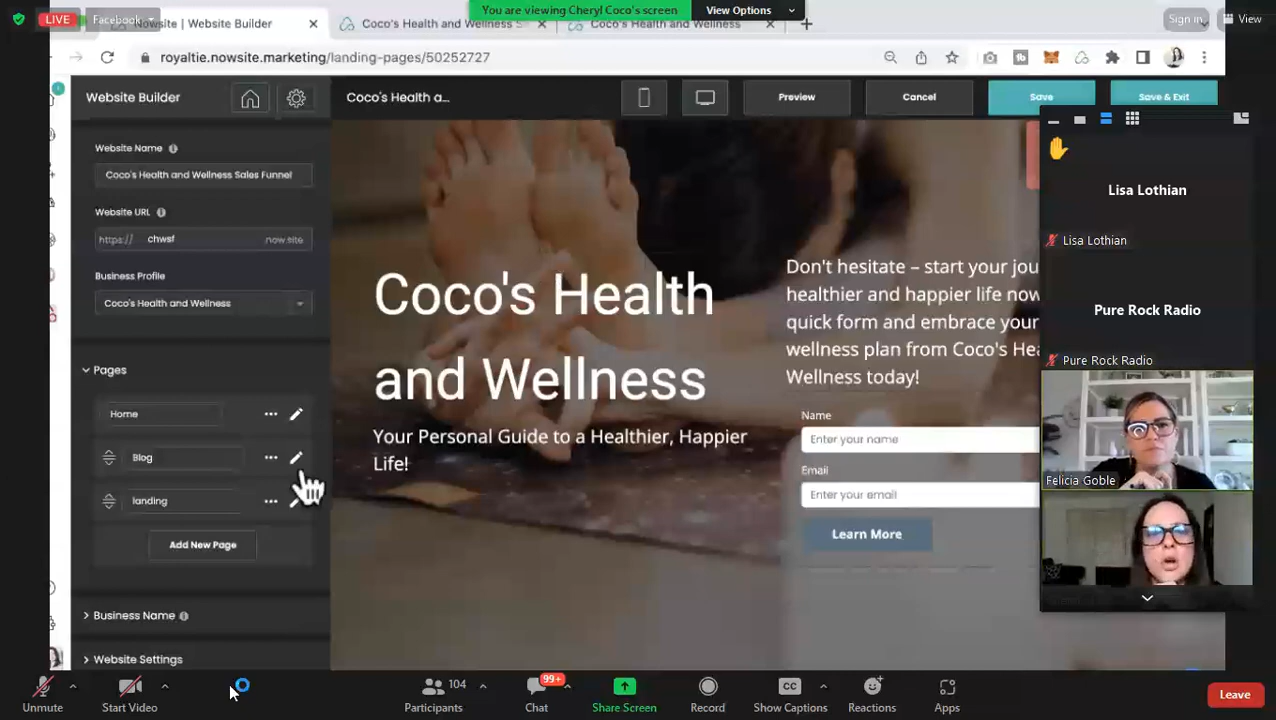 LIVE
Facebook
You are viewing Cheryl Coco's screen
View Options
Sign in
View
Nowsite | Website Builder
Coco's Health and Wellness S
Coco's Health and Wellness
royaltie.nowsite.marketing/landing-pages/50252727
Website Builder
Coco's Health a...
Preview
Cancel
Save
Save & Exit
Website Name
Coco's Health and Wellness Sales Funnel
Website URL
https:// chwsf .now.site
Business Profile
Coco's Health and Wellness
Pages
Home
Blog
landing
Add New Page
Business Name
Website Settings
Coco's Health
and Wellness
Your Personal Guide to a Healthier, Happier
Life!
Don't hesitate – start your jou
healthier and happier life now
quick form and embrace your
wellness plan from Coco's Hea
Wellness today!
Name
Enter your name
Email
Enter your email
Learn More
Lisa Lothian
Lisa Lothian
Pure Rock Radio
Pure Rock Radio
Felicia Goble
Unmute
Start Video
104
Participants
99+
Chat
Share Screen
Record
CC
Show Captions
Reactions
Apps
Leave